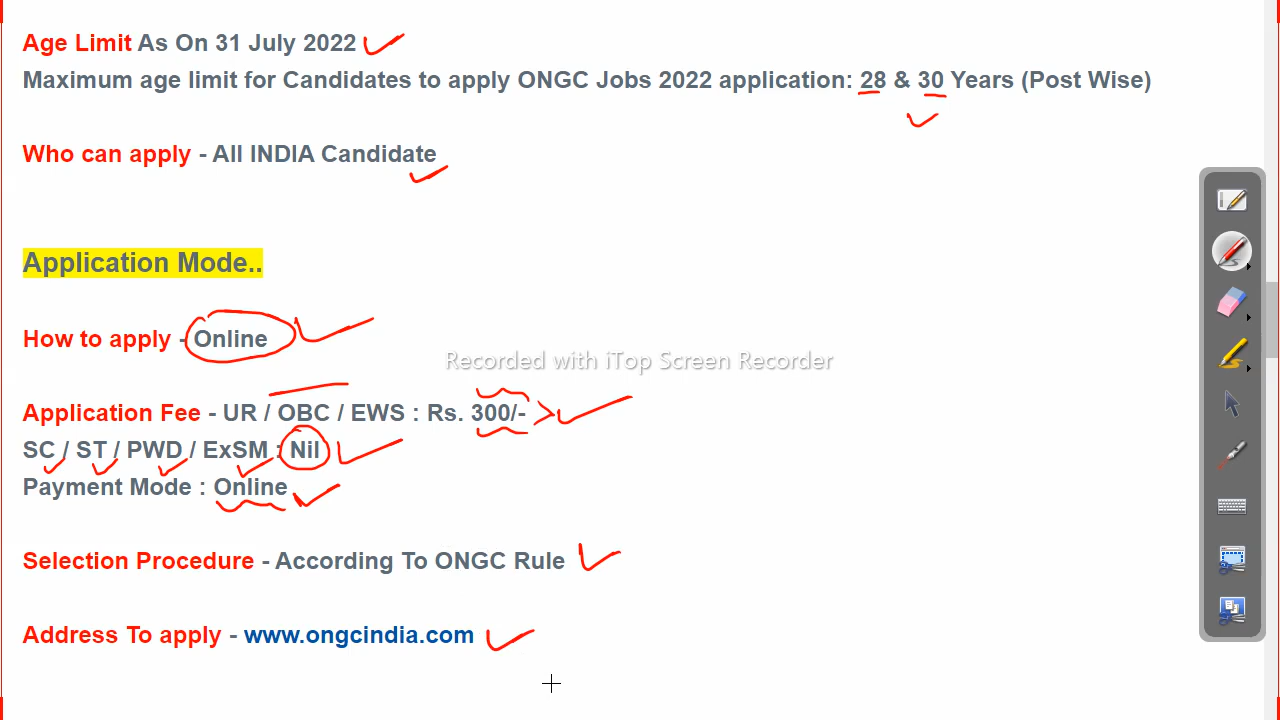 Age Limit As On 31 July 2022
Maximum age limit for Candidates to apply ONGC Jobs 2022 application: 28 & 30 Years (Post Wise)
Who can apply - All INDIA Candidate
Application Mode..
How to apply - Online
Recorded with iTop Screen Recorder
Application Fee - UR / OBC / EWS : Rs. 300/-
SC / ST / PWD / ExSM : Nil
Payment Mode : Online
Selection Procedure - According To ONGC Rule
Address To apply - www.ongcindia.com